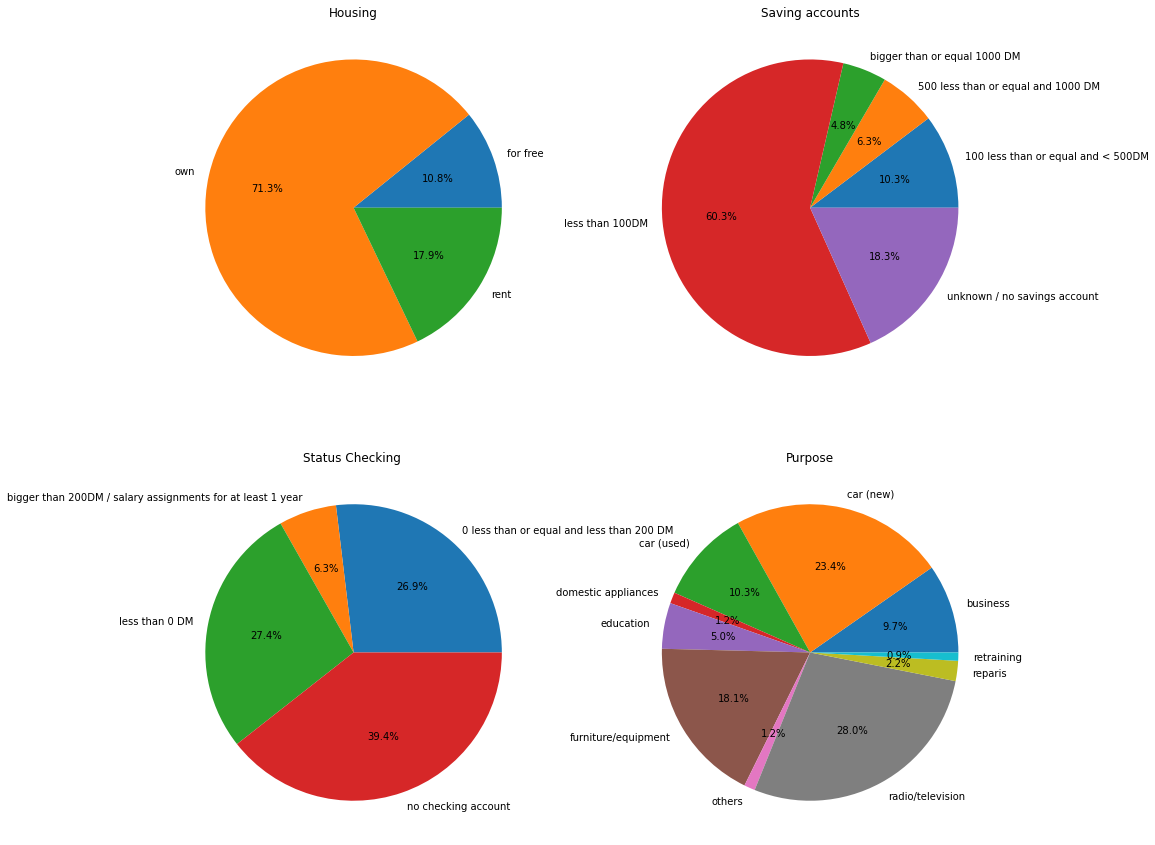 Housing
own
for free
rent
71.3%
10.8%
17.9%
Saving accounts
bigger than or equal 1000 DM
500 less than or equal and 1000 DM
100 less than or equal and < 500DM
less than 100DM
unknown / no savings account
4.8%
6.3%
10.3%
60.3%
18.3%
Status Checking
bigger than 200DM / salary assignments for at least 1 year
0 less than or equal and less than 200 DM
less than 0 DM
no checking account
6.3%
26.9%
27.4%
39.4%
Purpose
car (new)
car (used)
domestic appliances
education
business
retraining
reparis
furniture/equipment
others
radio/television
23.4%
10.3%
1.2%
5.0%
9.7%
0.9%
2.2%
18.1%
1.2%
28.0%